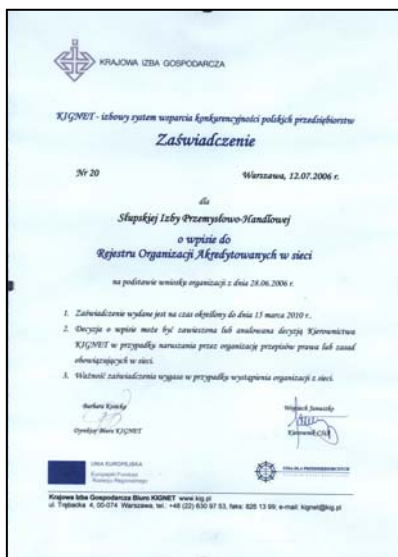 KRAJOWA IZBA GOSPODARCZA
KIGNET - izbowy system wsparcia konkurencyjności polskich przedsiębiorstw
Zaświadczenie
Nr 20 Warszawa, 12.07.2006 r.
dla
Słupskiej Izby Przemysłowo-Handlowej
o wpisie do
Rejestru Organizacji Akredytowanych w sieci
na podstawie wniosku organizacji z dnia 28.06.2006 r.
1. Zaświadczenie wydane jest na czas określony do dnia 15 marca 2010 r.
2. Decyzja o wpisie może być zawieszona lub anulowana decyzją Kierownictwa
KIGNET w przypadku naruszania przez organizację przepisów prawa lub zasad
obowiązujących w sieci.
3. Ważność zaświadczenia wygasa w przypadku wystąpienia organizacji z sieci.
Barbara Wojciech Januszko
Dyrektor Biura KIGNET Kierownik
UNIA EUROPEJSKA
Europejski Fundusz
Rozwoju Regionalnego
Krajowa Izba Gospodarcza Biuro KIGNET www.kig.pl
ul. Trębacka 4, 00-074 Warszawa, tel.: +48 (22) 630 97 53, faks: 826 13 99; e-mail: kignet@kig.pl